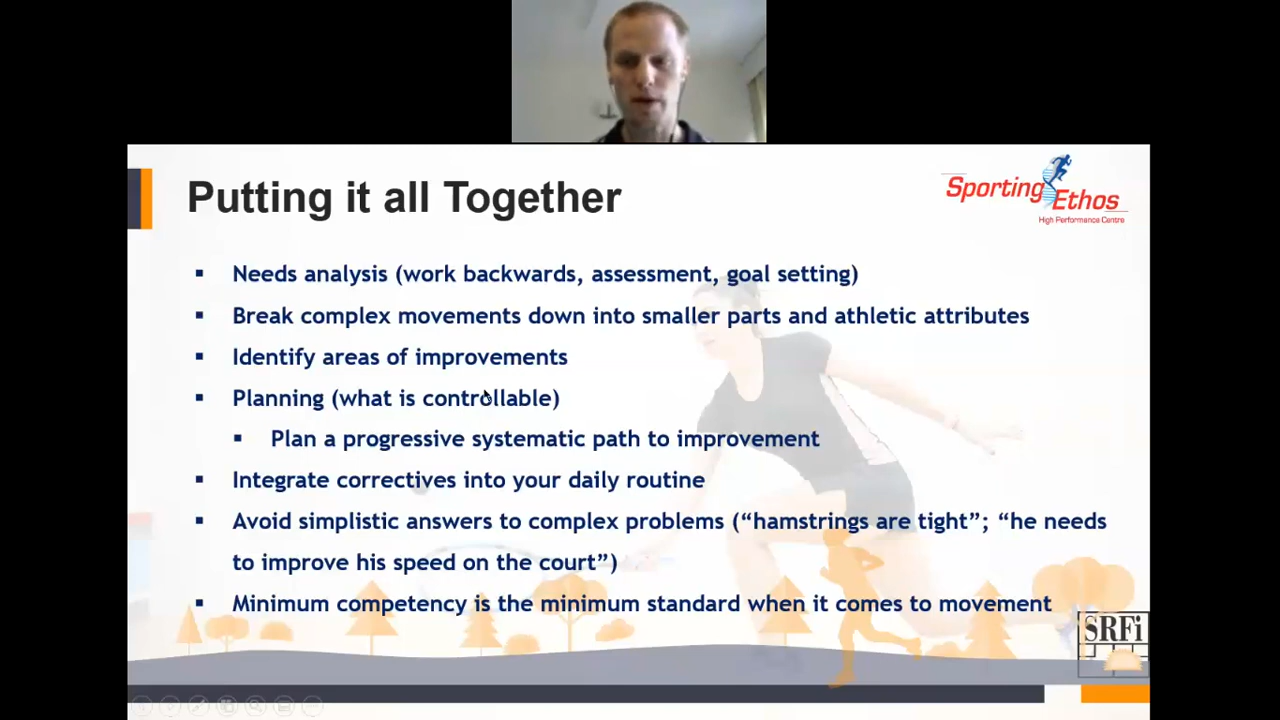 Putting it all Together
Sporting Ethos
High Performance Centre
▪ Needs analysis (work backwards, assessment, goal setting)
▪ Break complex movements down into smaller parts and athletic attributes
▪ Identify areas of improvements
▪ Planning (what is controllable)
▪ Plan a progressive systematic path to improvement
▪ Integrate correctives into your daily routine
▪ Avoid simplistic answers to complex problems (“hamstrings are tight”; “he needs
to improve his speed on the court”)
▪ Minimum competency is the minimum standard when it comes to movement
SRFi